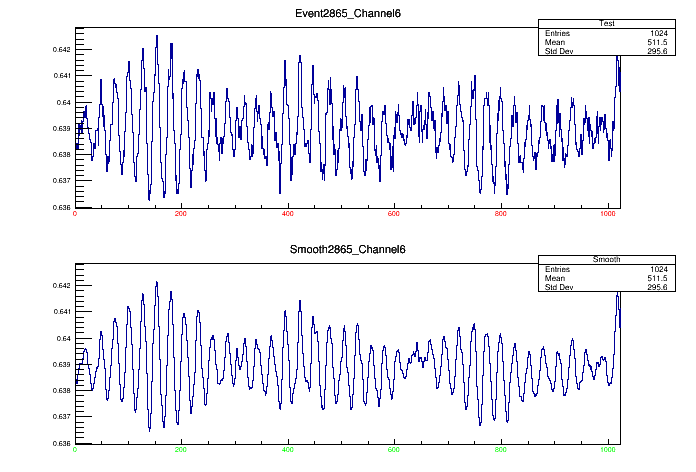 Event2865_Channel6
Test
Entries 1024
Mean 511.5
Std Dev 295.6
0.642
0.641
0.64
0.639
0.638
0.637
0.636
0 200 400 600 800 1000
Smooth2865_Channel6
Smooth
Entries 1024
Mean 511.5
Std Dev 295.6
0.642
0.641
0.64
0.639
0.638
0.637
0.636
0 200 400 600 800 1000